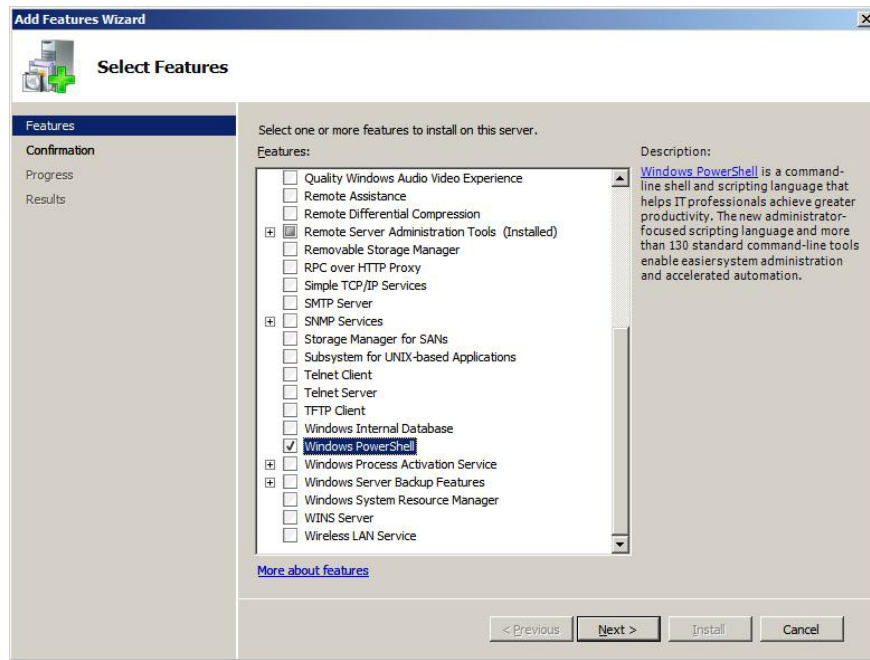 Add Features Wizard
Select Features
Features
Confirmation
Progress
Results
Select one or more features to install on this server.
Features:
Quality Windows Audio Video Experience
Remote Assistance
Remote Differential Compression
Remote Server Administration Tools (Installed)
Removable Storage Manager
RPC over HTTP Proxy
Simple TCP/IP Services
SMTP Server
SNMP Services
Storage Manager for SANs
Subsystem for UNIX-based Applications
Telnet Client
Telnet Server
TFTP Client
Windows Internal Database
Windows PowerShell
Windows Process Activation Service
Windows Server Backup Features
Windows System Resource Manager
WINS Server
Wireless LAN Service
More about features
Description:
Windows PowerShell is a command-
line shell and scripting language that
helps IT professionals achieve greater
productivity. The new administrator-
focused scripting language and more
than 130 standard command-line tools
enable easiersystem administration
and accelerated automation.
< Previous
Next >
Install
Cancel